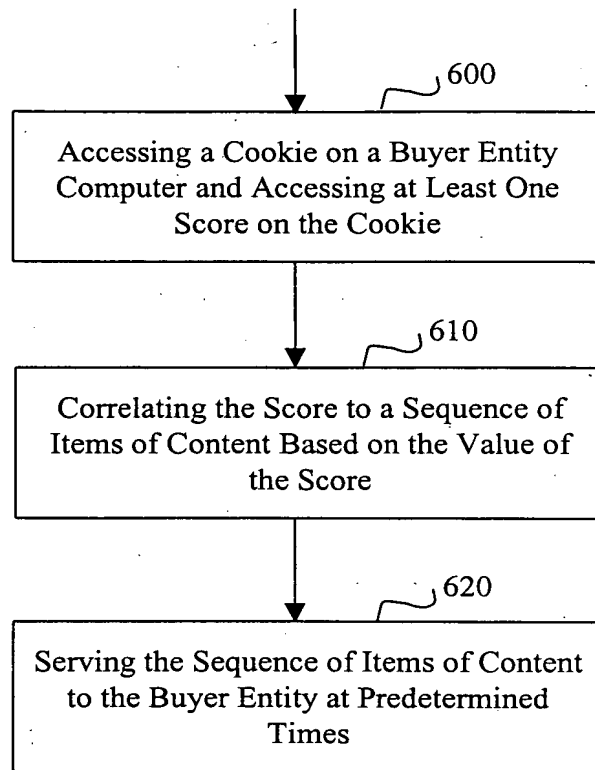 600
Accessing a Cookie on a Buyer Entity
Computer and Accessing at Least One
Score on the Cookie
610
Correlating the Score to a Sequence of
Items of Content Based on the Value of
the Score
620
Serving the Sequence of Items of Content
to the Buyer Entity at Predetermined
Times